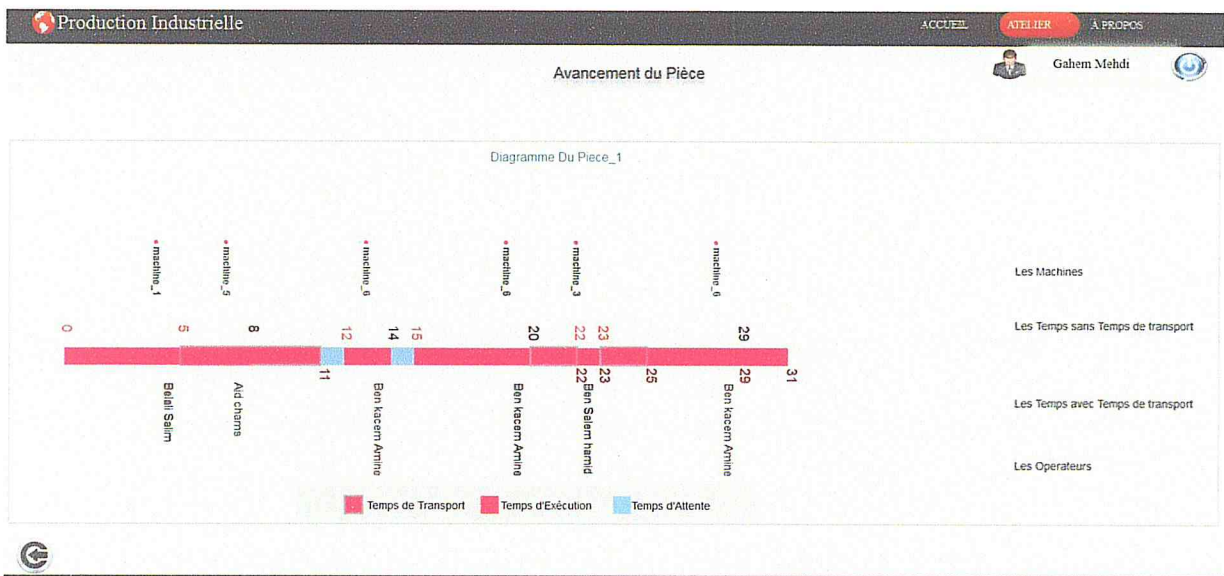 Production Industrielle
ACCUEIL ATELIER À PROPOS
Gahem Mehdi
Avancement du Pièce
Diagramme Du Piece_1
machine_1 machine_5 machine_6 machine_6 machine_3 machine_6
Les Machines
0 5 8 12 14 15 20 22 23 29
Les Temps sans Temps de transport
11 22 23 25 29 31
Les Temps avec Temps de transport
Belali Salim Aid chams Ben kacem Amine Ben kacem Amine Ben Salem hamid Ben kacem Amine
Les Operateurs
Temps de Transport Temps d'Exécution Temps d'Attente